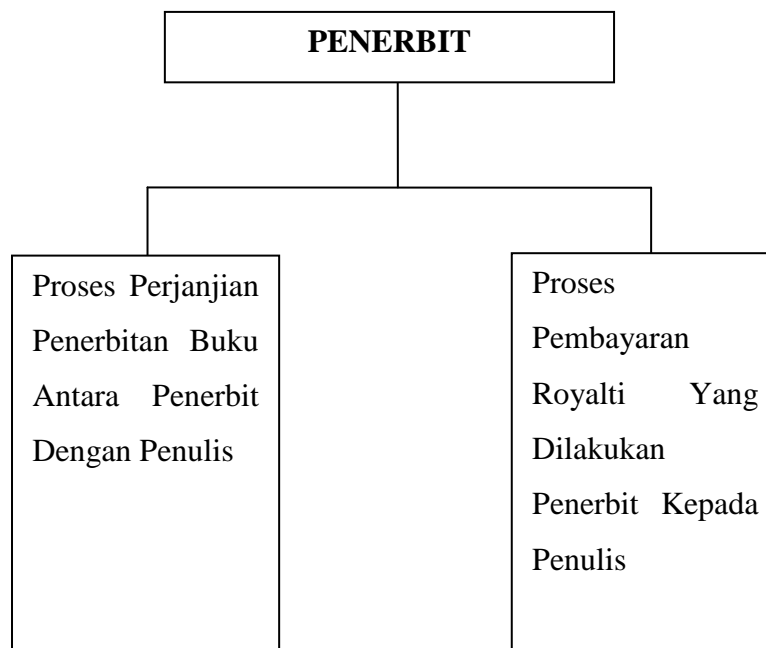 PENERBIT
Proses Perjanjian
Penerbitan Buku
Antara Penerbit
Dengan Penulis
Proses
Pembayaran
Royalti Yang
Dilakukan
Penerbit Kepada
Penulis